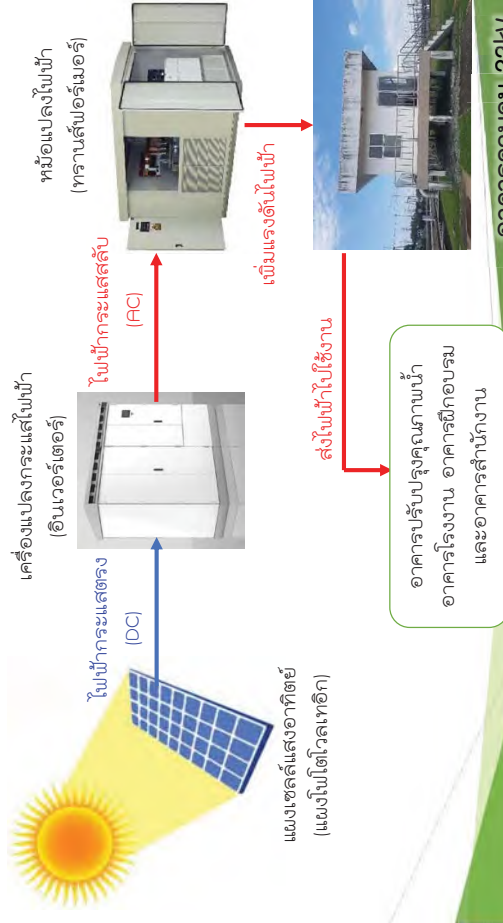 แผงเซลล์แสงอาทิตย์
(แผงโฟโตโวลเทอิก)
ไฟฟ้ากระแสตรง
(DC)
เครื่องแปลงกระแสไฟฟ้า
(อินเวอร์เตอร์)
ไฟฟ้ากระแสสลับ
(AC)
หม้อแปลงไฟฟ้า
(ทรานส์ฟอร์เมอร์)
เพิ่มแรงดันไฟฟ้า
ส่งไฟฟ้าไปใช้งาน
อาคารปรับปรุงคุณภาพน้ำ
อาคารโรงงาน อาคารฝึกอบรม
และอาคารสำนักงาน